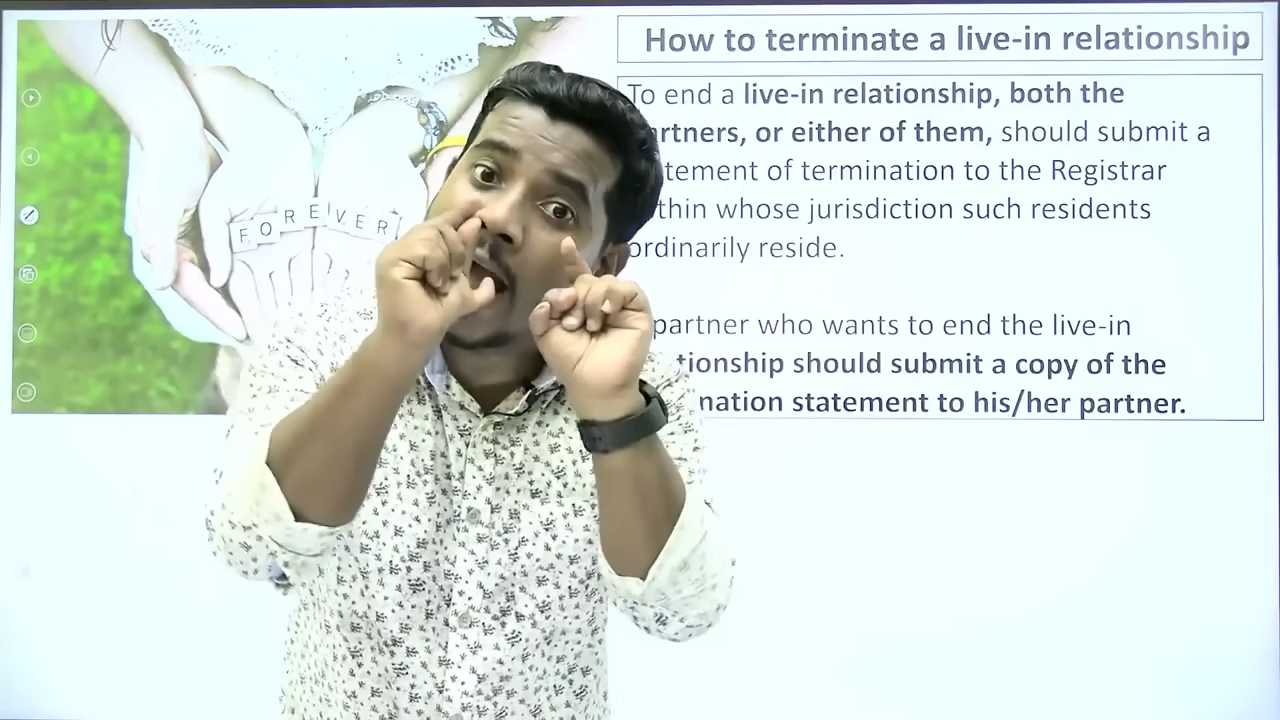 How to terminate a live-in relationship
To end a live-in relationship, both the
or either of them, should submit a
of termination to the Registrar
whose jurisdiction such residents
ordinarily reside.
partner who wants to end the live-in
should submit a copy of the
statement to his/her partner.
FOREVER